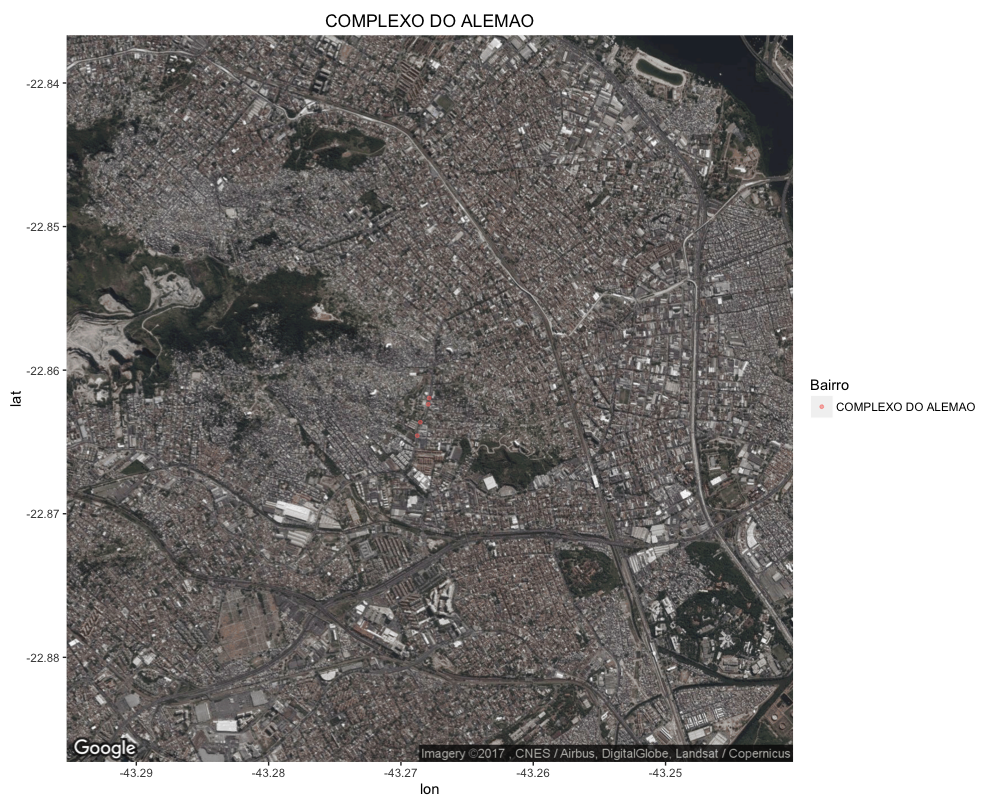 COMPLEXO DO ALEMAO
-22.84
-22.85
-22.86
-22.87
-22.88
lat
-43.29
-43.28
-43.27
-43.26
-43.25
lon
Bairro
COMPLEXO DO ALEMAO
Google
Imagery ©2017 , CNES / Airbus, DigitalGlobe, Landsat / Copernicus